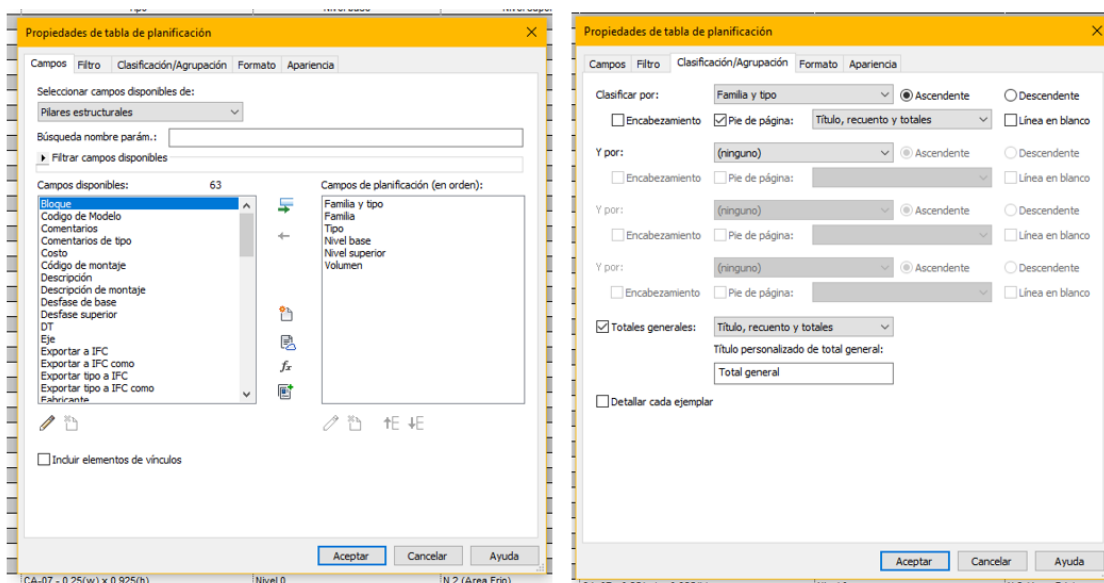 Propiedades de tabla de planificación
Campos Filtro Clasificación/Agrupación Formato Apariencia
Seleccionar campos disponibles de:
Pilares estructurales
Búsqueda nombre parám.:
Filtrar campos disponibles
Campos disponibles: 63 Campos de planificación (en orden):
Bloque
Codigo de Modelo
Comentarios
Comentarios de tipo
Costo
Código de montaje
Descripción
Descripción de montaje
Desfase de base
Desfase superior
DT
Eje
Exportar a IFC
Exportar a IFC como
Exportar tipo a IFC
Exportar tipo a IFC como
Fabricante
Familia y tipo
Familia
Tipo
Nivel base
Nivel superior
Volumen
fx
Incluir elementos de vínculos
Aceptar Cancelar Ayuda
CA-07 - 0.25(w) x 0.925(h) Nivel 0 N.2 (Area Frio)
Propiedades de tabla de planificación
Campos Filtro Clasificación/Agrupación Formato Apariencia
Clasificar por: Familia y tipo Ascendente Descendente
Encabezamiento Pie de página: Título, recuento y totales Línea en blanco
Y por: (ninguno) Ascendente Descendente
Encabezamiento Pie de página: Línea en blanco
Y por: (ninguno) Ascendente Descendente
Encabezamiento Pie de página: Línea en blanco
Y por: (ninguno) Ascendente Descendente
Encabezamiento Pie de página: Línea en blanco
Totales generales: Título, recuento y totales
Título personalizado de total general:
Total general
Detallar cada ejemplar
Aceptar Cancelar Ayuda